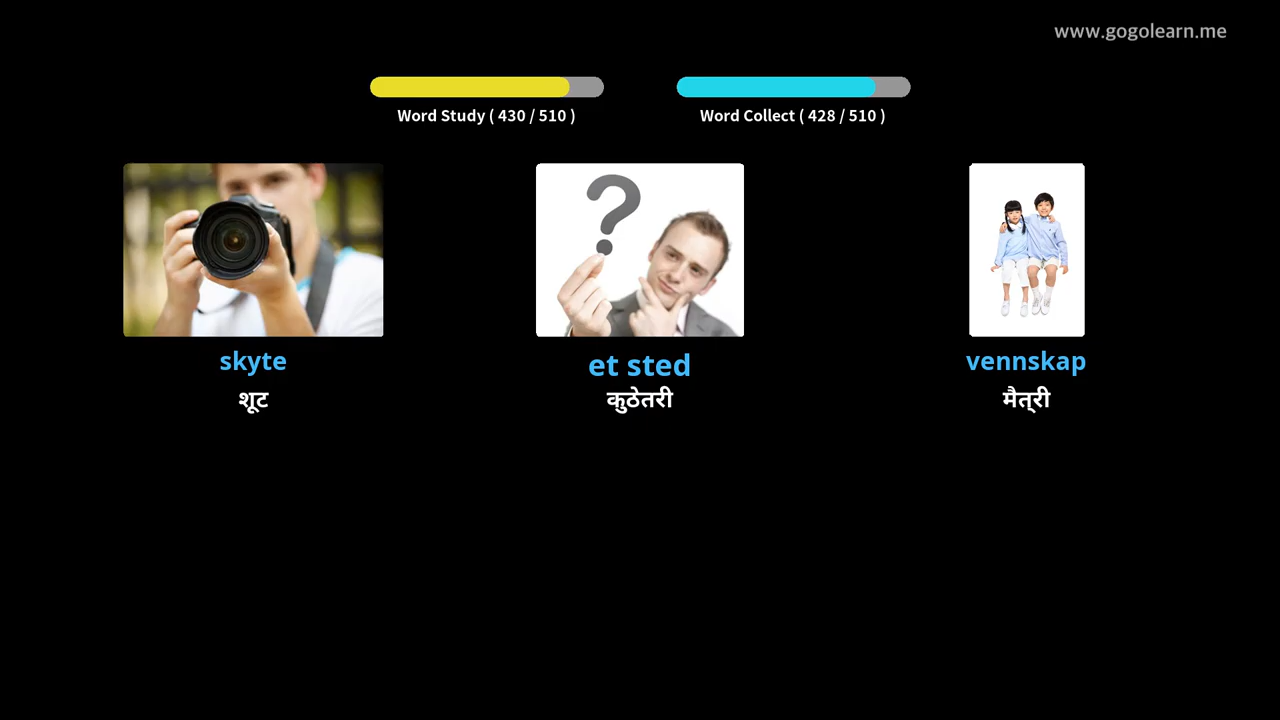 www.gogolearn.me
Word Study ( 430 / 510 )
Word Collect ( 428 / 510 )
skyte
et sted
vennskap
शूट
कुठेतरी
मैत्री